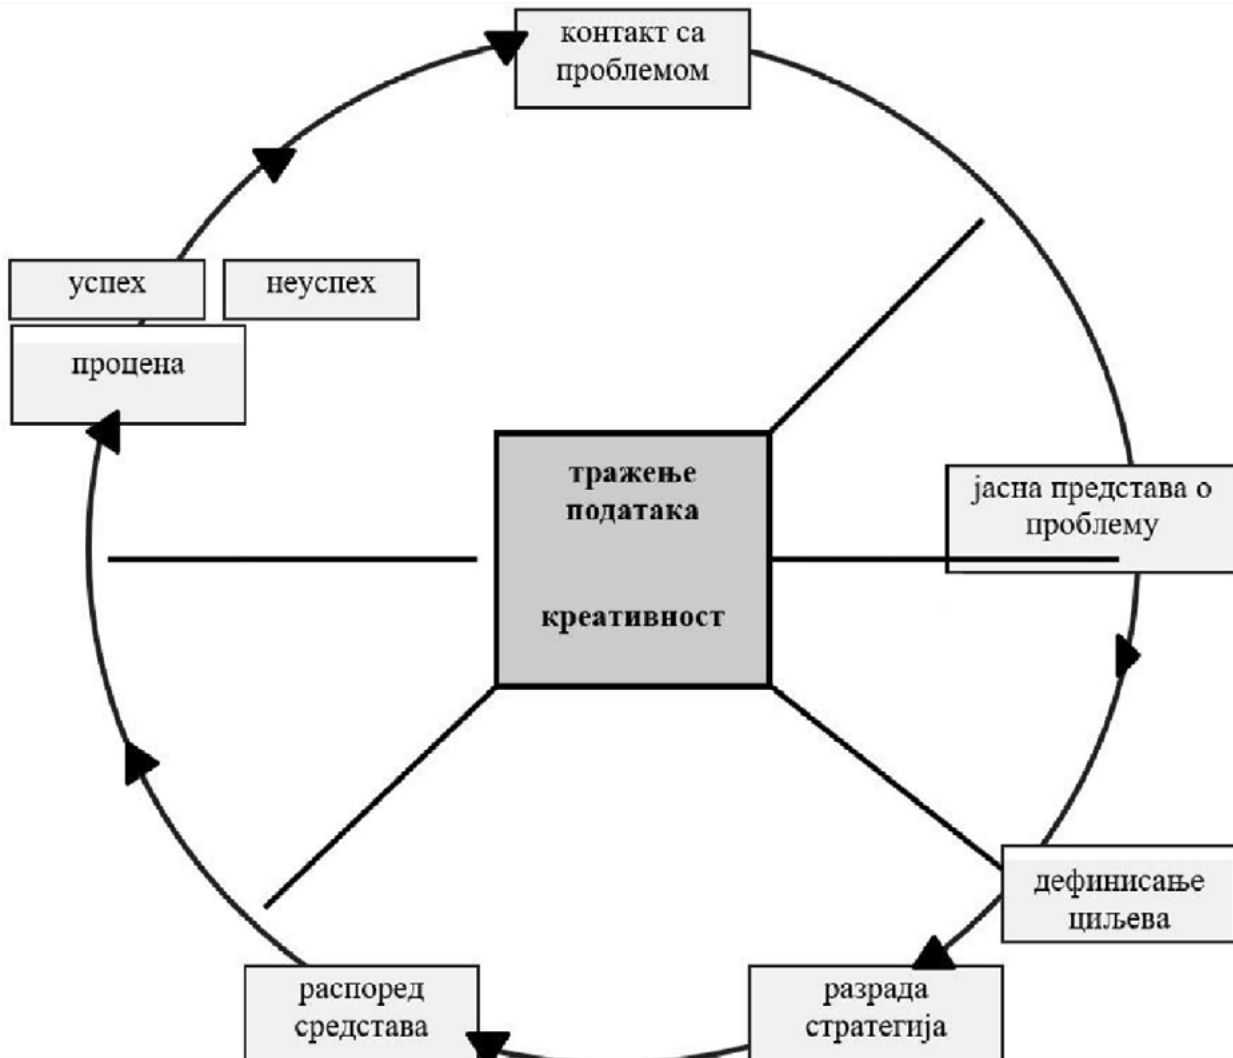 контакт са
проблемом
успех
неуспех
процена
тражење
података
креативност
јасна представа о
проблему
дефинисање
циљева
распоред
средстава
разрада
стратегија